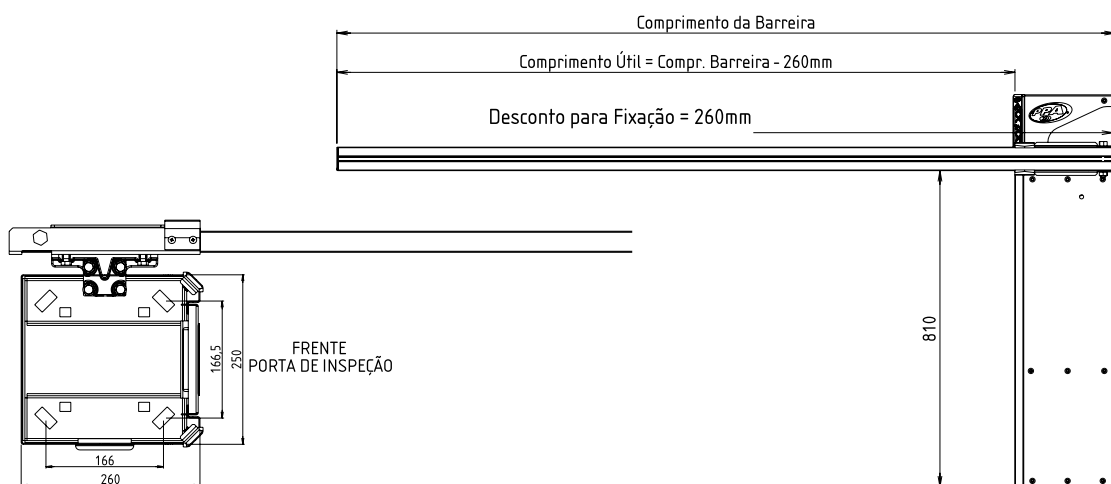 Comprimento da Barreira
Comprimento Útil = Compr. Barreira - 260mm
PPA
Desconto para Fixação = 260mm
810
166,5
250
FRENTE
PORTA DE INSPEÇÃO
166
260